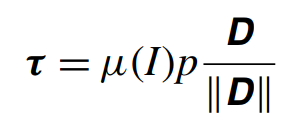 𝝉 = μ(I)p 𝑫 / ‖𝑫‖